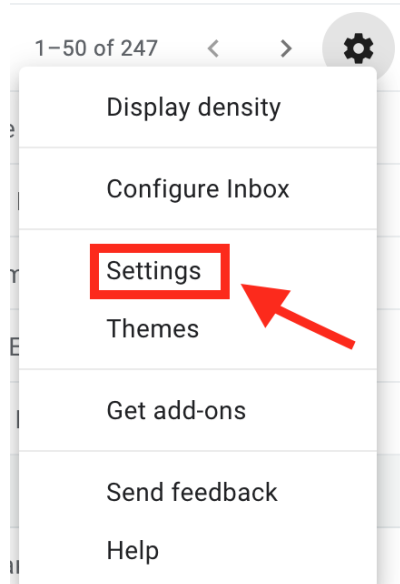 1–50 of 247
Display density
Configure Inbox
Settings
Themes
Get add-ons
Send feedback
Help